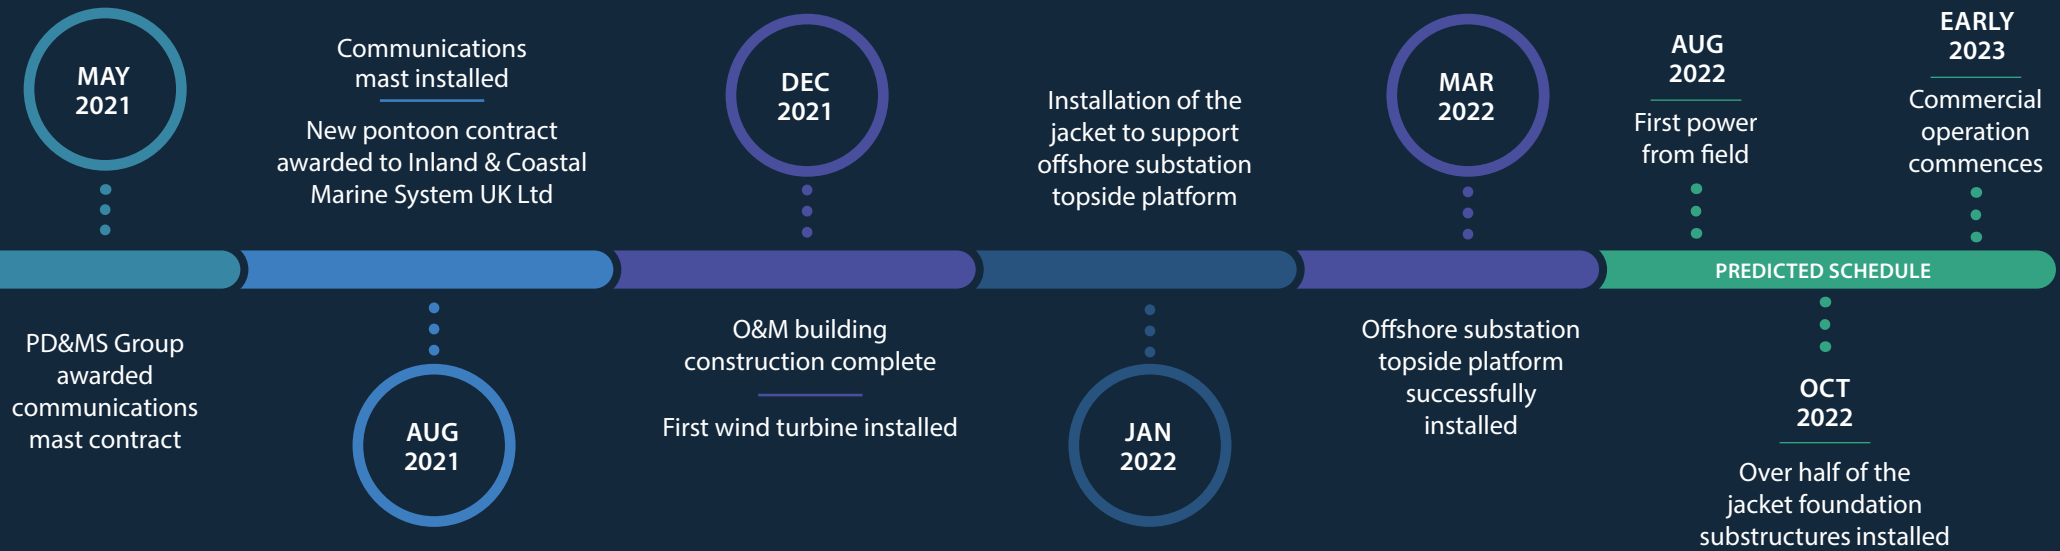 MAY
2021
PD&MS Group
awarded
communications
mast contract
Communications
mast installed
New pontoon contract
awarded to Inland & Coastal
Marine System UK Ltd
AUG
2021
DEC
2021
O&M building
construction complete
First wind turbine installed
Installation of the
jacket to support
offshore substation
topside platform
JAN
2022
MAR
2022
Offshore substation
topside platform
successfully
installed
PREDICTED SCHEDULE
AUG
2022
First power
from field
OCT
2022
Over half of the
jacket foundation
substructures installed
EARLY
2023
Commercial
operation
commences